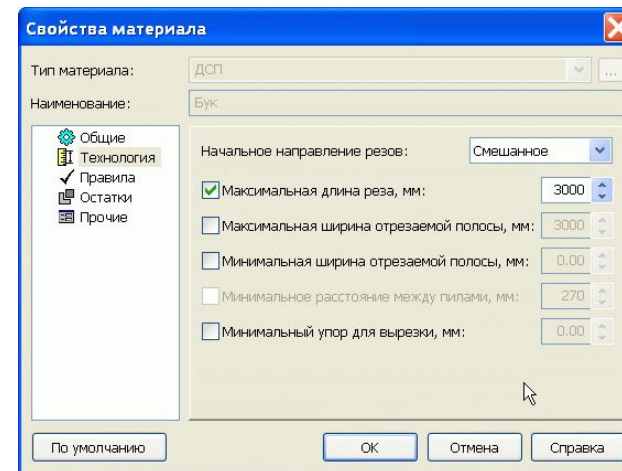 Свойства материала
Тип материала: ДСП ...
Наименование: Бук
Общие
Технология
Правила
Остатки
Прочие
Начальное направление резов: Смешанное
Максимальная длина реза, мм: 3000
Максимальная ширина отрезаемой полосы, мм: 3000
Минимальная ширина отрезаемой полосы, мм: 0.00
Минимальное расстояние между пилами, мм: 270
Минимальный упор для вырезки, мм: 0.00
По умолчанию ОК Отмена Справка